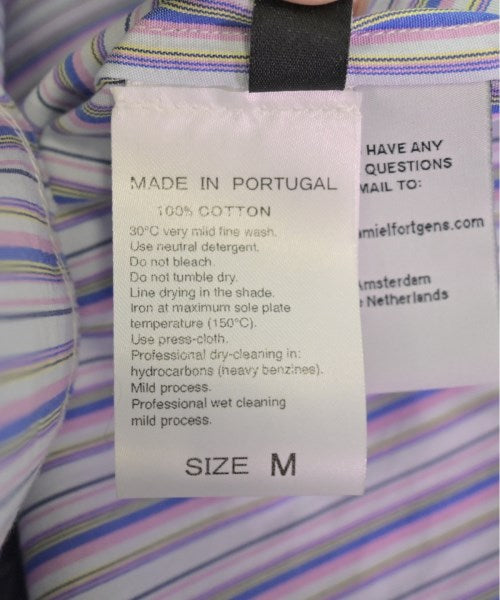 MADE IN PORTUGAL
100% COTTON
30°C very mild fine wash.
Use neutral detergent.
Do not bleach.
Do not tumble dry.
Line drying in the shade.
Iron at maximum sole plate
temperature (150°C).
Use press-cloth.
Professional dry-cleaning in:
hydrocarbons (heavy benzines).
Mild process.
Professional wet cleaning
mild process.
SIZE M
HAVE ANY
QUESTIONS
MAIL TO:
mielfortgens.com
Amsterdam
Netherlands